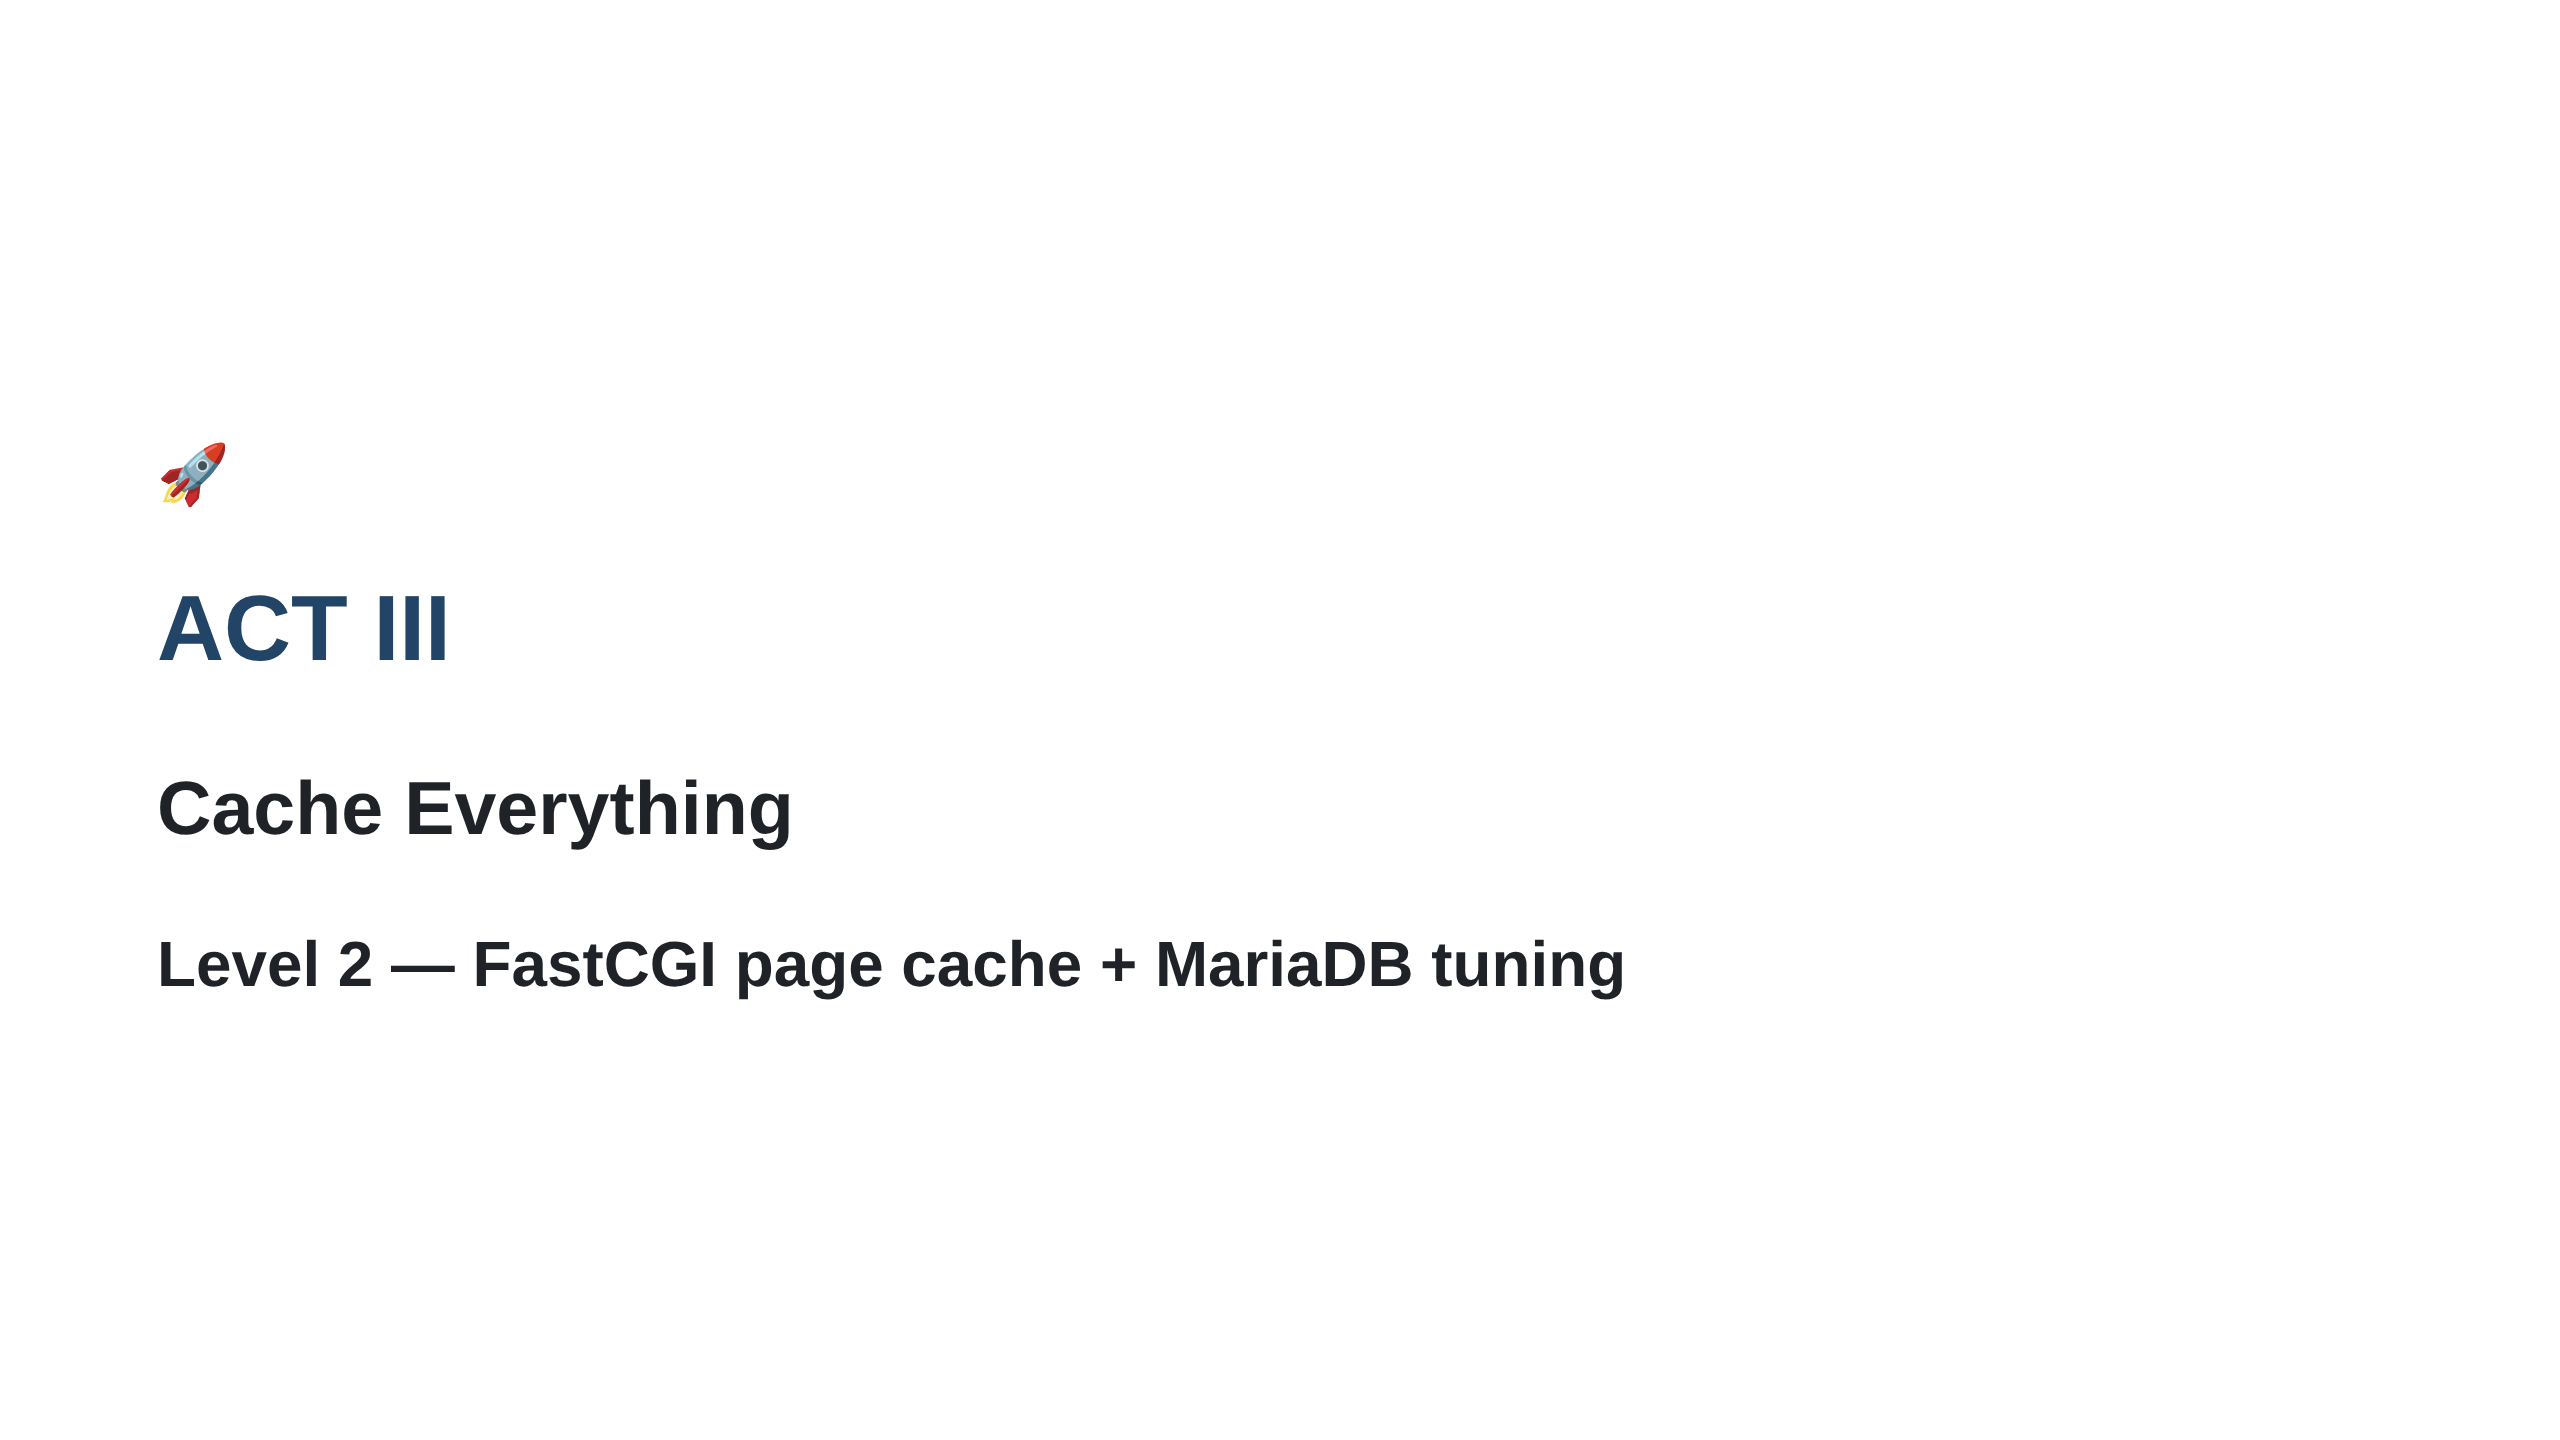 🚀
ACT III
Cache Everything
Level 2 — FastCGI page cache + MariaDB tuning